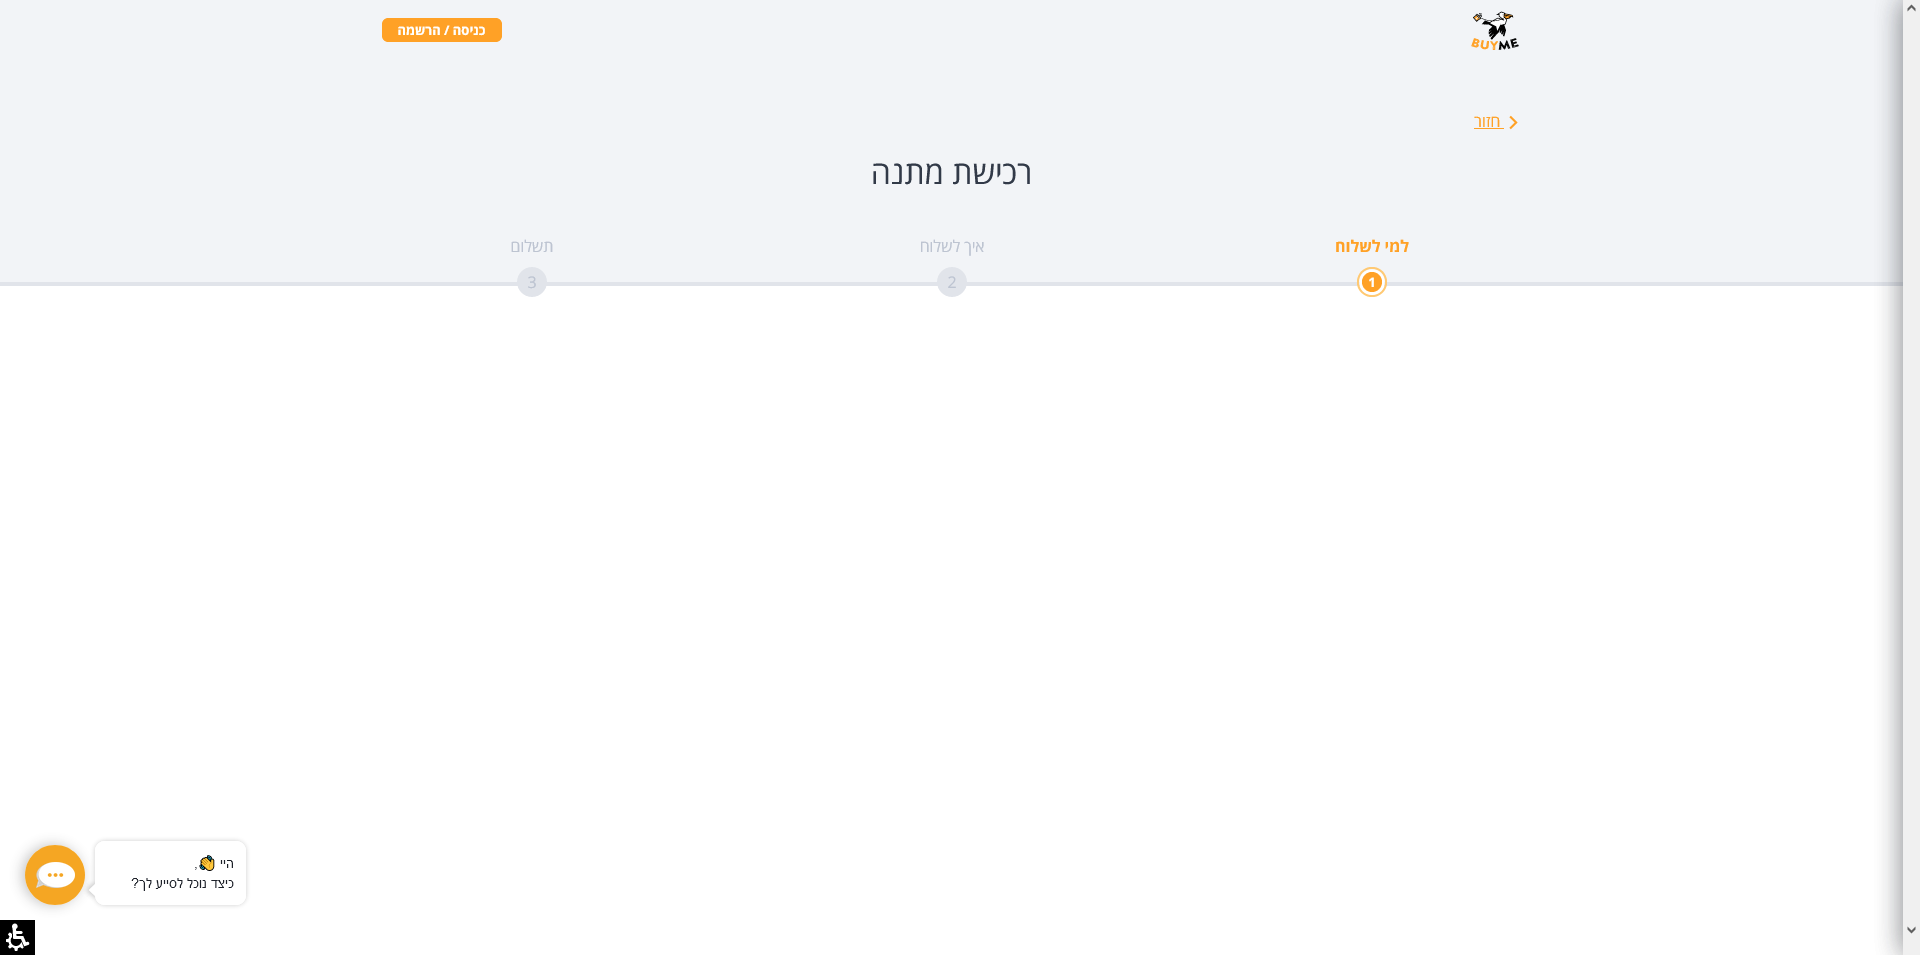 BUYME
כניסה / הרשמה
חזור
רכישת מתנה
למי לשלוח
איך לשלוח
תשלום
1
2
3
היי 👋,
כיצד נוכל לסייע לך?